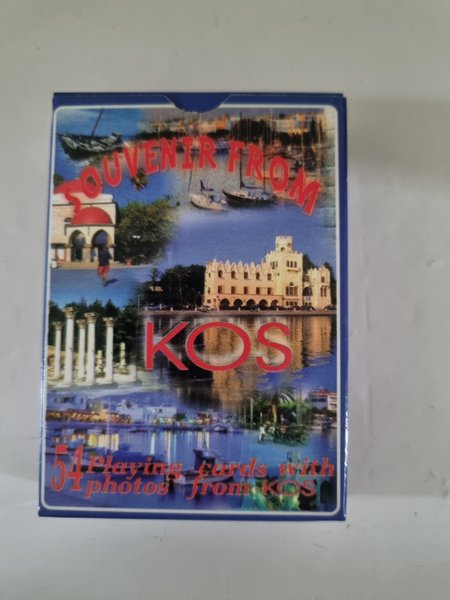 SOUVENIR FROM
KOS
54 Playing cards with
photos from KOS